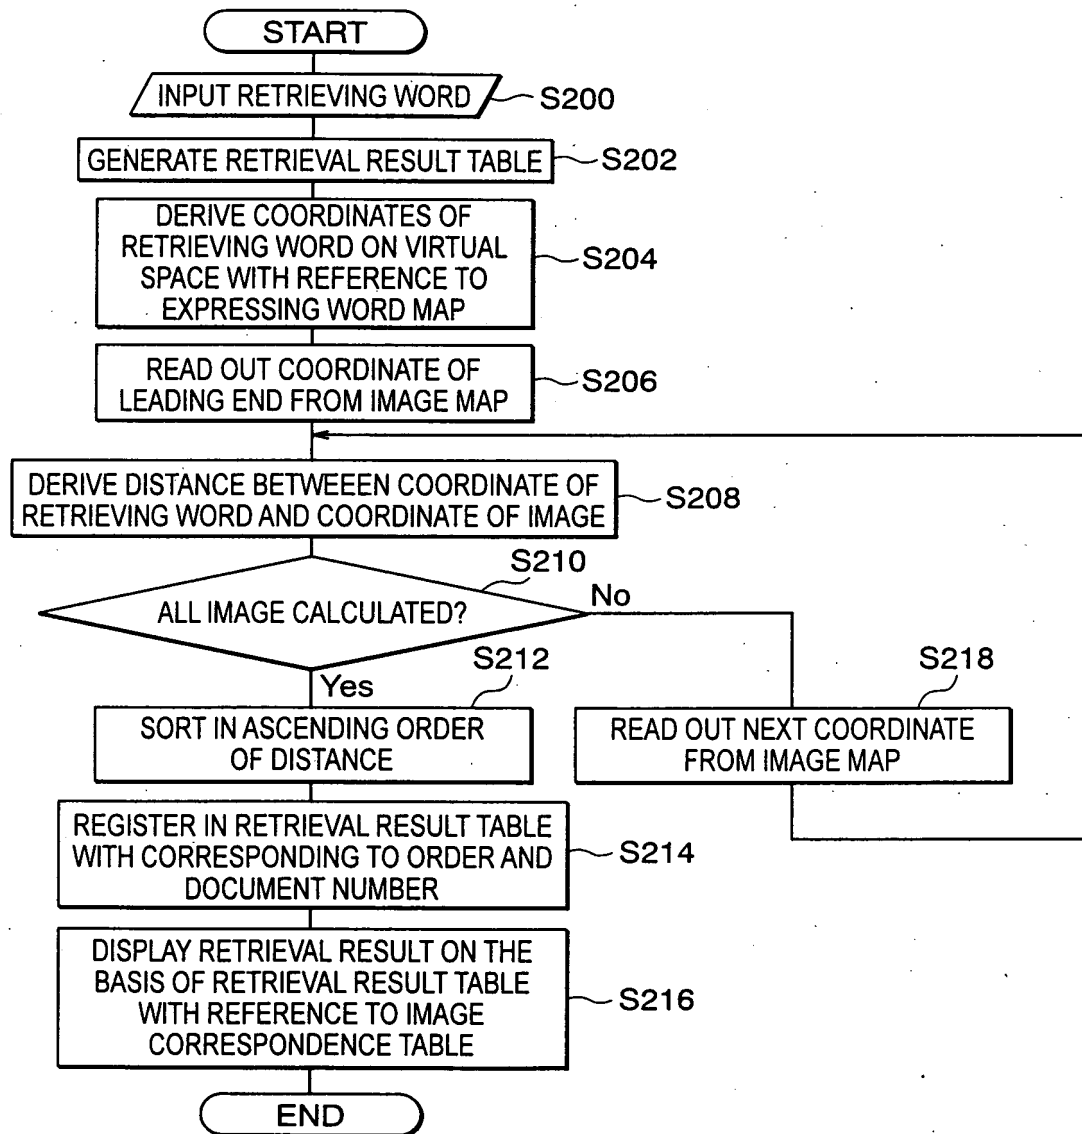 START
INPUT RETRIEVING WORD
S200
GENERATE RETRIEVAL RESULT TABLE
S202
DERIVE COORDINATES OF
RETRIEVING WORD ON VIRTUAL
SPACE WITH REFERENCE TO
EXPRESSING WORD MAP
S204
READ OUT COORDINATE OF
LEADING END FROM IMAGE MAP
S206
DERIVE DISTANCE BETWEEEN COORDINATE OF
RETRIEVING WORD AND COORDINATE OF IMAGE
S208
S210
ALL IMAGE CALCULATED?
No
Yes
S212
SORT IN ASCENDING ORDER
OF DISTANCE
S218
READ OUT NEXT COORDINATE
FROM IMAGE MAP
REGISTER IN RETRIEVAL RESULT TABLE
WITH CORRESPONDING TO ORDER AND
DOCUMENT NUMBER
S214
DISPLAY RETRIEVAL RESULT ON THE
BASIS OF RETRIEVAL RESULT TABLE
WITH REFERENCE TO IMAGE
CORRESPONDENCE TABLE
S216
END